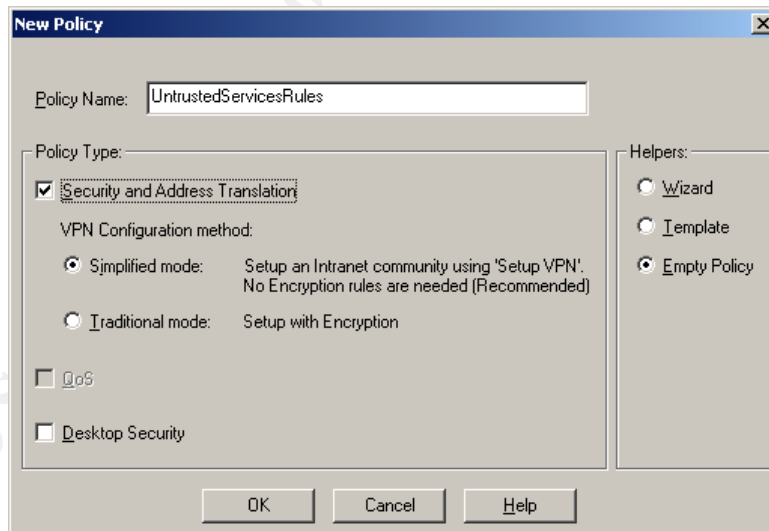 New Policy
Policy Name: UntrustedServicesRules
Policy Type:
Helpers:
Security and Address Translation
Wizard
VPN Configuration method:
Template
Simplified mode: Setup an Intranet community using 'Setup VPN'.
No Encryption rules are needed (Recommended)
Empty Policy
Traditional mode: Setup with Encryption
QoS
Desktop Security
OK Cancel Help